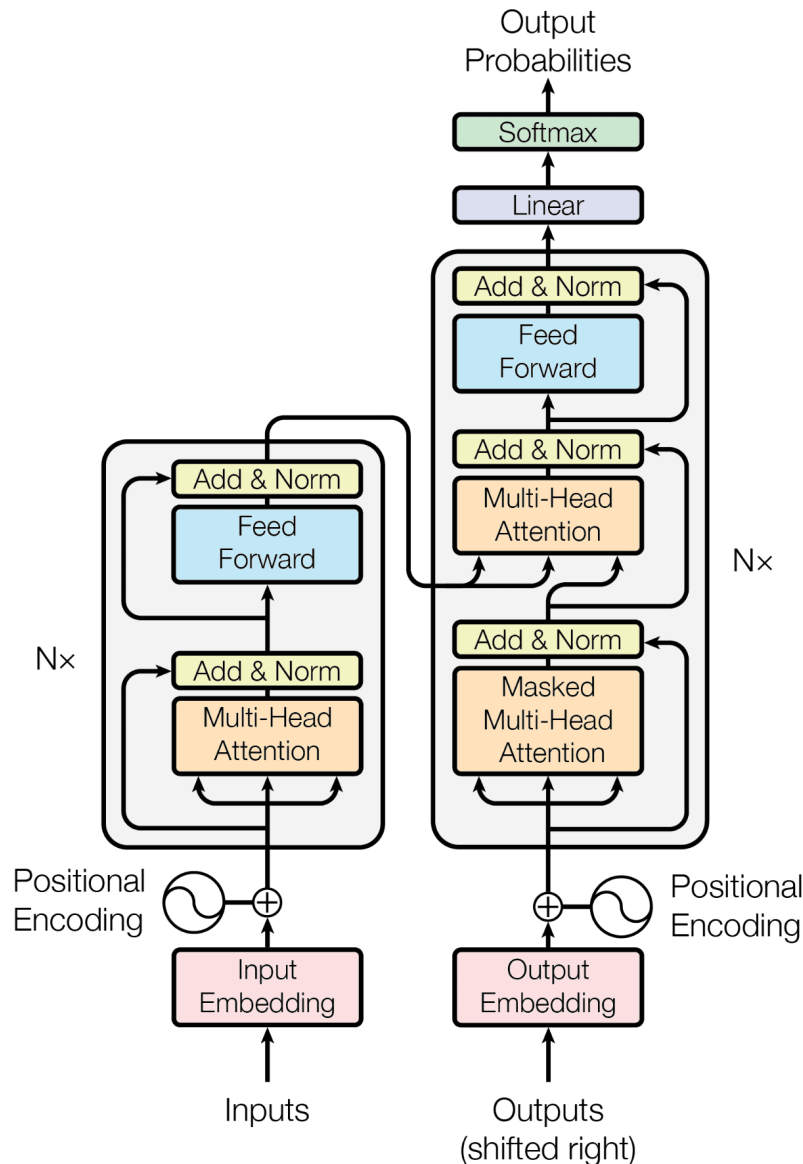 Output
Probabilities
Softmax
Linear
Add & Norm
Feed
Forward
Add & Norm
Multi-Head
Attention
Nx
Add & Norm
Masked
Multi-Head
Attention
Add & Norm
Feed
Forward
Nx
Add & Norm
Multi-Head
Attention
Positional
Encoding
Positional
Encoding
Input
Embedding
Output
Embedding
Inputs
Outputs
(shifted right)